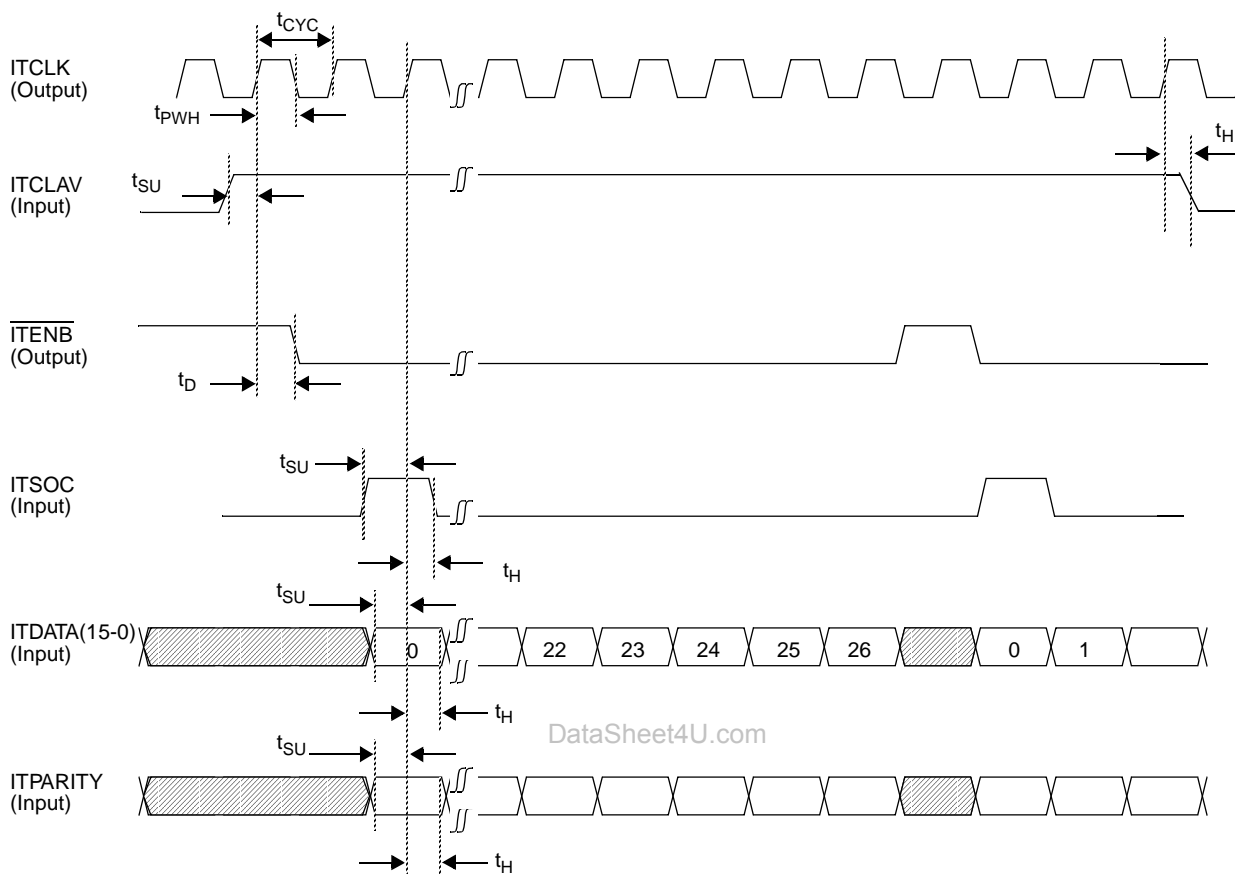 tCYC
ITCLK
(Output)
tPWH
tH
ITCLAV
(Input)
tSU
ITENB
(Output)
tD
tSU
ITSOC
(Input)
tH
tSU
ITDATA(15-0)
(Input)
0 22 23 24 25 26 0 1
tH
DataSheet4U.com
tSU
ITPARITY
(Input)
tH